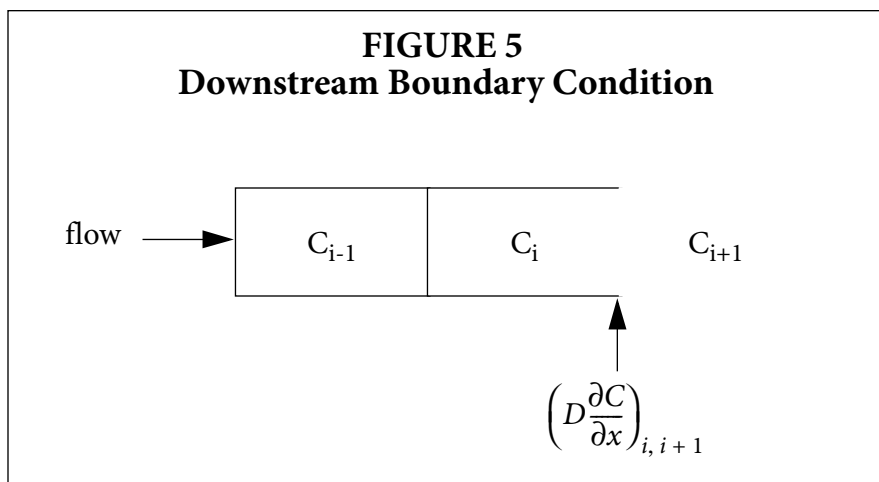 FIGURE 5
Downstream Boundary Condition
flow C_{i-1} C_i C_{i+1}
(D ∂C/∂x)_{i, i + 1}